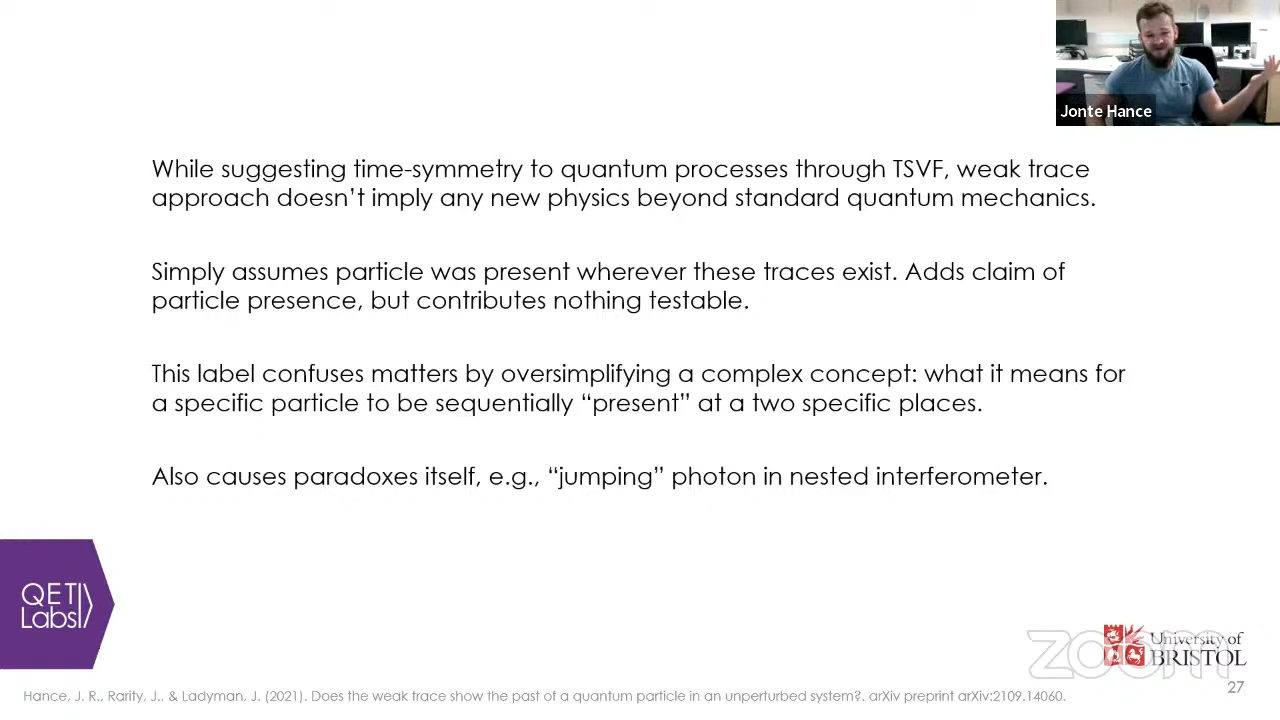 Jonte Hance
While suggesting time-symmetry to quantum processes through TSVF, weak trace
approach doesn’t imply any new physics beyond standard quantum mechanics.
Simply assumes particle was present wherever these traces exist. Adds claim of
particle presence, but contributes nothing testable.
This label confuses matters by oversimplifying a complex concept: what it means for
a specific particle to be sequentially “present” at a two specific places.
Also causes paradoxes itself, e.g., “jumping” photon in nested interferometer.
QET
Labs
zoom
University of
BRISTOL
27
Hance, J. R., Rarity, J., & Ladyman, J. (2021). Does the weak trace show the past of a quantum particle in an unperturbed system?. arXiv preprint arXiv:2109.14060.